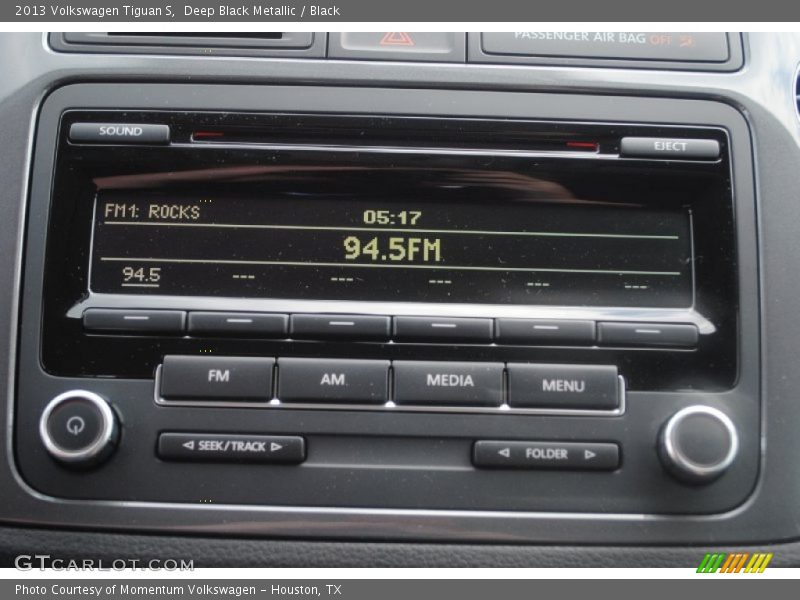 2013 Volkswagen Tiguan S, Deep Black Metallic / Black
PASSENGER AIR BAG OFF
SOUND
EJECT
FM1: ROCKS
05:17
94.5FM
94.5 --- --- --- --- ---
FM AM MEDIA MENU
SEEK/TRACK
FOLDER
GTCARLOT.COM
Photo Courtesy of Momentum Volkswagen - Houston, TX